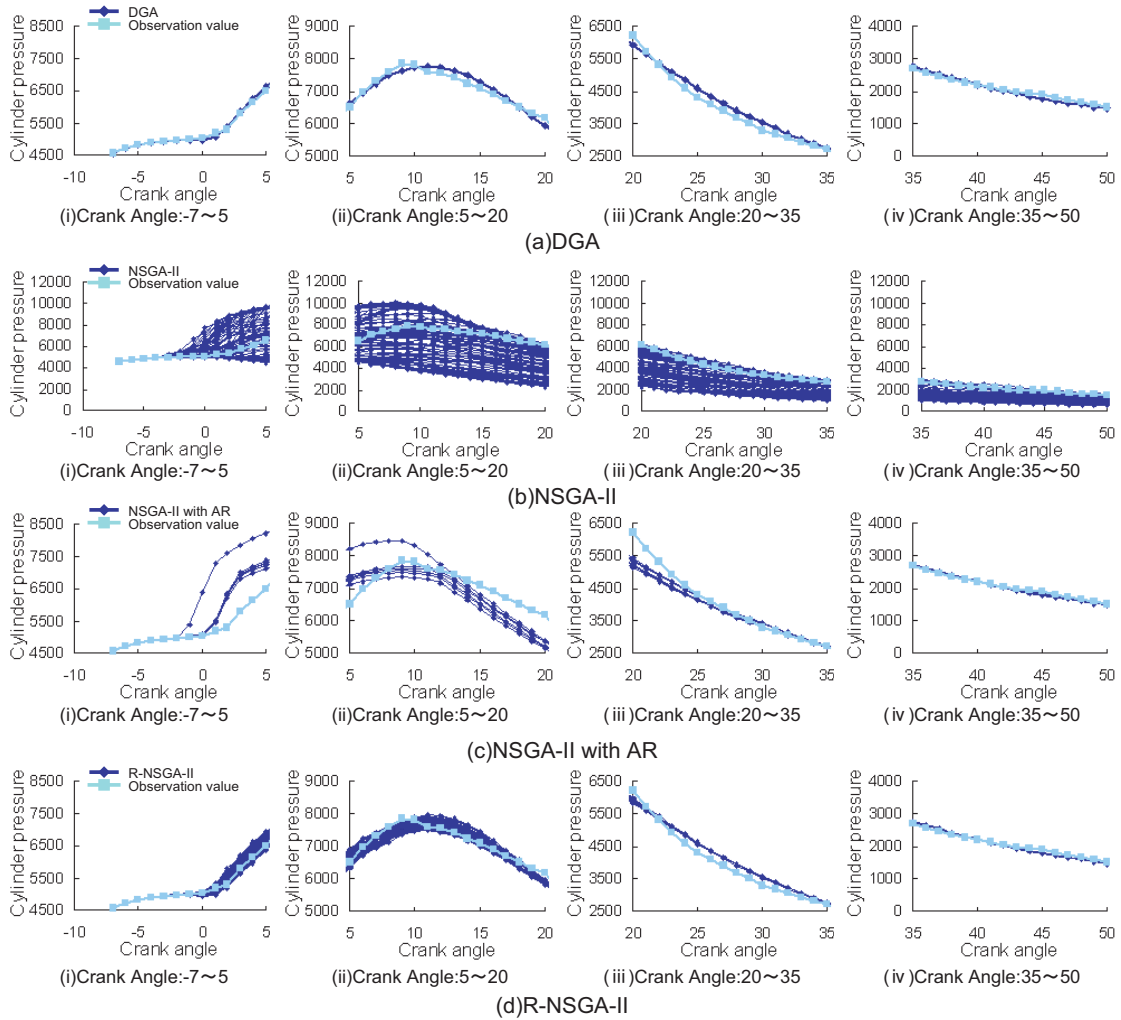 DGA
Observation value
Cylinder pressure
8500
7500
6500
5500
4500
-10
-5
0
5
Crank angle
(i)Crank Angle:-7～5
Cylinder pressure
9000
8000
7000
6000
5000
5
10
15
20
Crank angle
(ii)Crank Angle:5～20
Cylinder pressure
6500
5500
4500
3500
2500
20
25
30
35
Crank angle
(iii)Crank Angle:20～35
Cylinder pressure
4000
3000
2000
1000
0
35
40
45
50
Crank angle
(iv)Crank Angle:35～50
(a)DGA
NSGA-II
Observation value
Cylinder pressure
12000
10000
8000
6000
4000
2000
0
-10
-5
0
5
Crank angle
(i)Crank Angle:-7～5
Cylinder pressure
12000
10000
8000
6000
4000
2000
0
5
10
15
20
Crank angle
(ii)Crank Angle:5～20
Cylinder pressure
12000
10000
8000
6000
4000
2000
0
20
25
30
35
Crank angle
(iii)Crank Angle:20～35
Cylinder pressure
12000
10000
8000
6000
4000
2000
0
35
40
45
50
Crank angle
(iv)Crank Angle:35～50
(b)NSGA-II
NSGA-II with AR
Observation value
Cylinder pressure
8500
7500
6500
5500
4500
-10
-5
0
5
Crank angle
(i)Crank Angle:-7～5
Cylinder pressure
9000
8000
7000
6000
5000
5
10
15
20
Crank angle
(ii)Crank Angle:5～20
Cylinder pressure
6500
5500
4500
3500
2500
20
25
30
35
Crank angle
(iii)Crank Angle:20～35
Cylinder pressure
4000
3000
2000
1000
0
35
40
45
50
Crank angle
(iv)Crank Angle:35～50
(c)NSGA-II with AR
R-NSGA-II
Observation value
Cylinder pressure
8500
7500
6500
5500
4500
-10
-5
0
5
Crank angle
(i)Crank Angle:-7～5
Cylinder pressure
9000
8000
7000
6000
5000
5
10
15
20
Crank angle
(ii)Crank Angle:5～20
Cylinder pressure
6500
5500
4500
3500
2500
20
25
30
35
Crank angle
(iii)Crank Angle:20～35
Cylinder pressure
4000
3000
2000
1000
0
35
40
45
50
Crank angle
(iv)Crank Angle:35～50
(d)R-NSGA-II